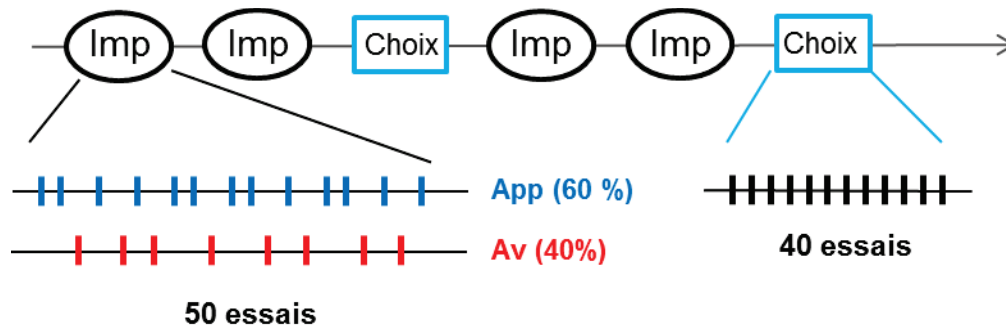 Imp Imp Choix Imp Imp Choix
App (60 %)
Av (40%)
40 essais
50 essais